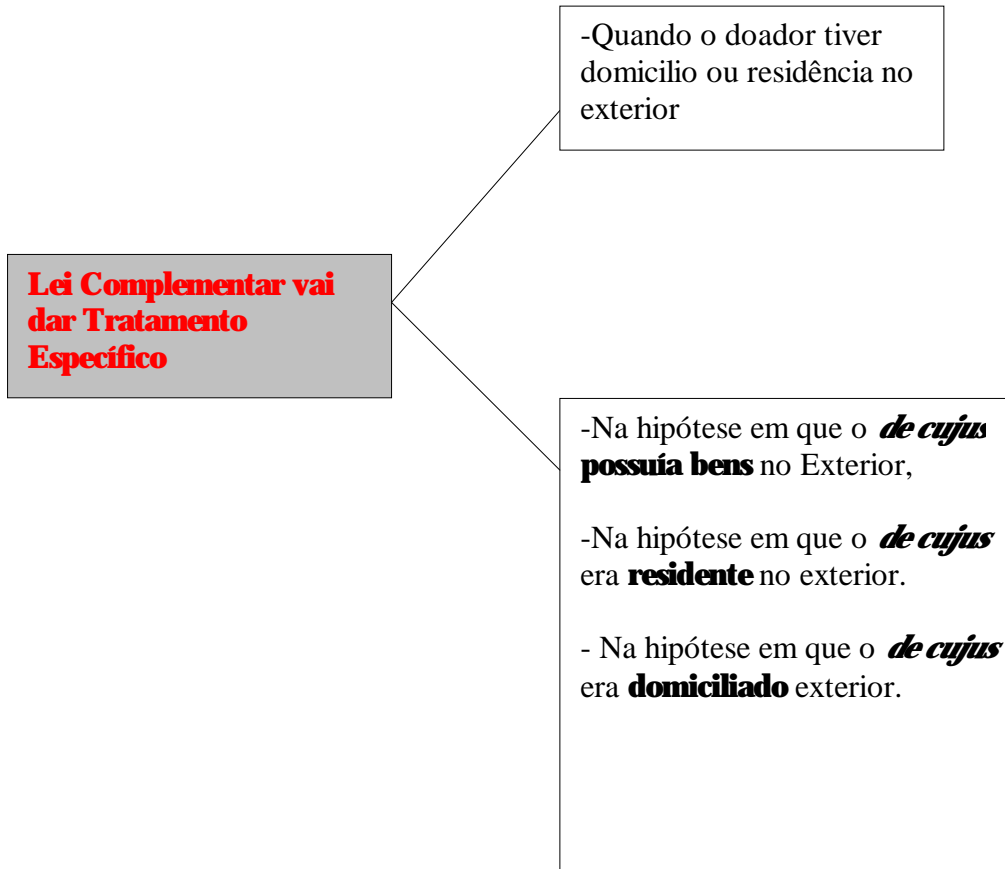 -Quando o doador tiver
domicilio ou residência no
exterior
Lei Complementar vai
dar Tratamento
Específico
-Na hipótese em que o de cujus
possuía bens no Exterior,
-Na hipótese em que o de cujus
era residente no exterior.
- Na hipótese em que o de cujus
era domiciliado exterior.